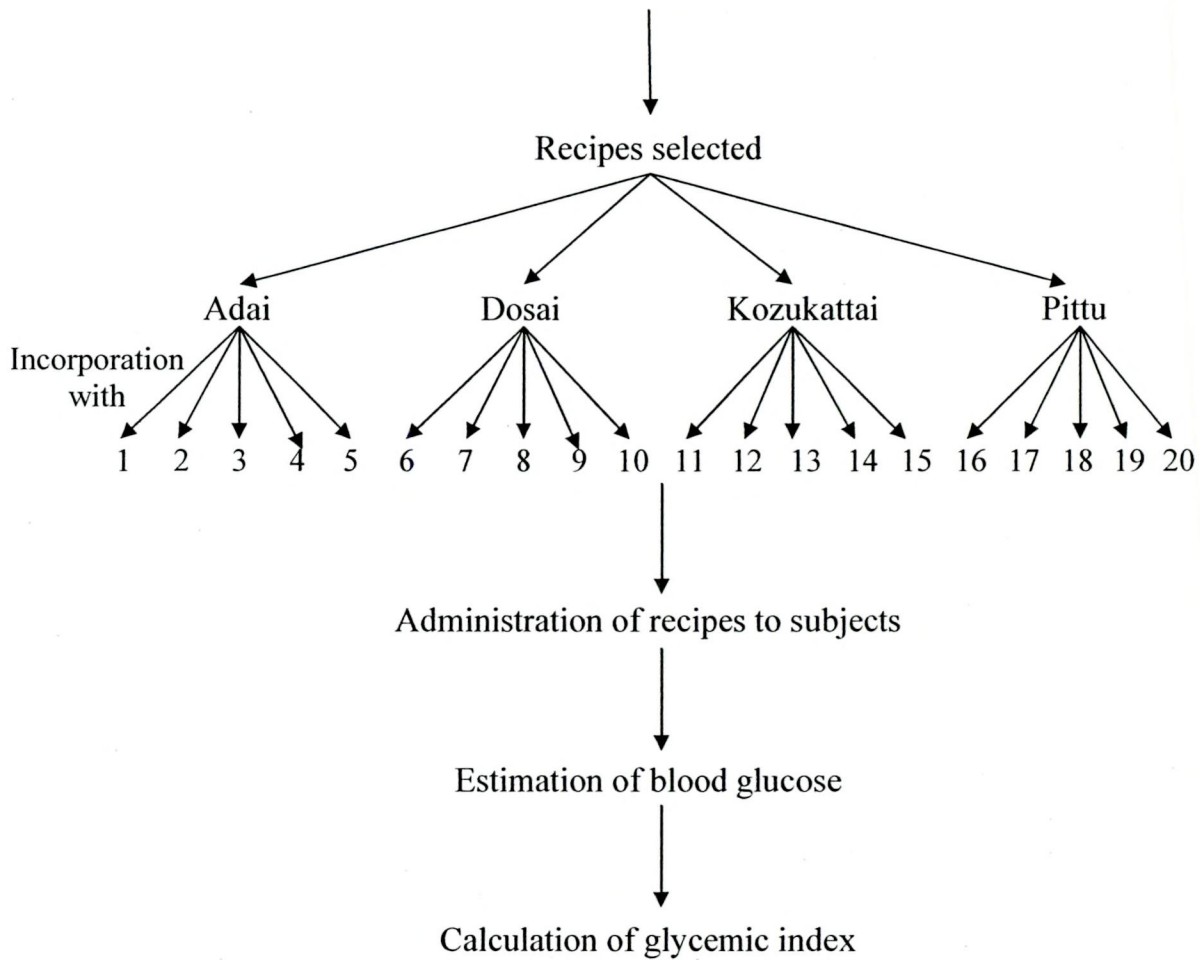 Recipes selected
Adai Dosai Kozukattai Pittu
Incorporation
with
1 2 3 4 5 6 7 8 9 10 11 12 13 14 15 16 17 18 19 20
Administration of recipes to subjects
Estimation of blood glucose
Calculation of glycemic index